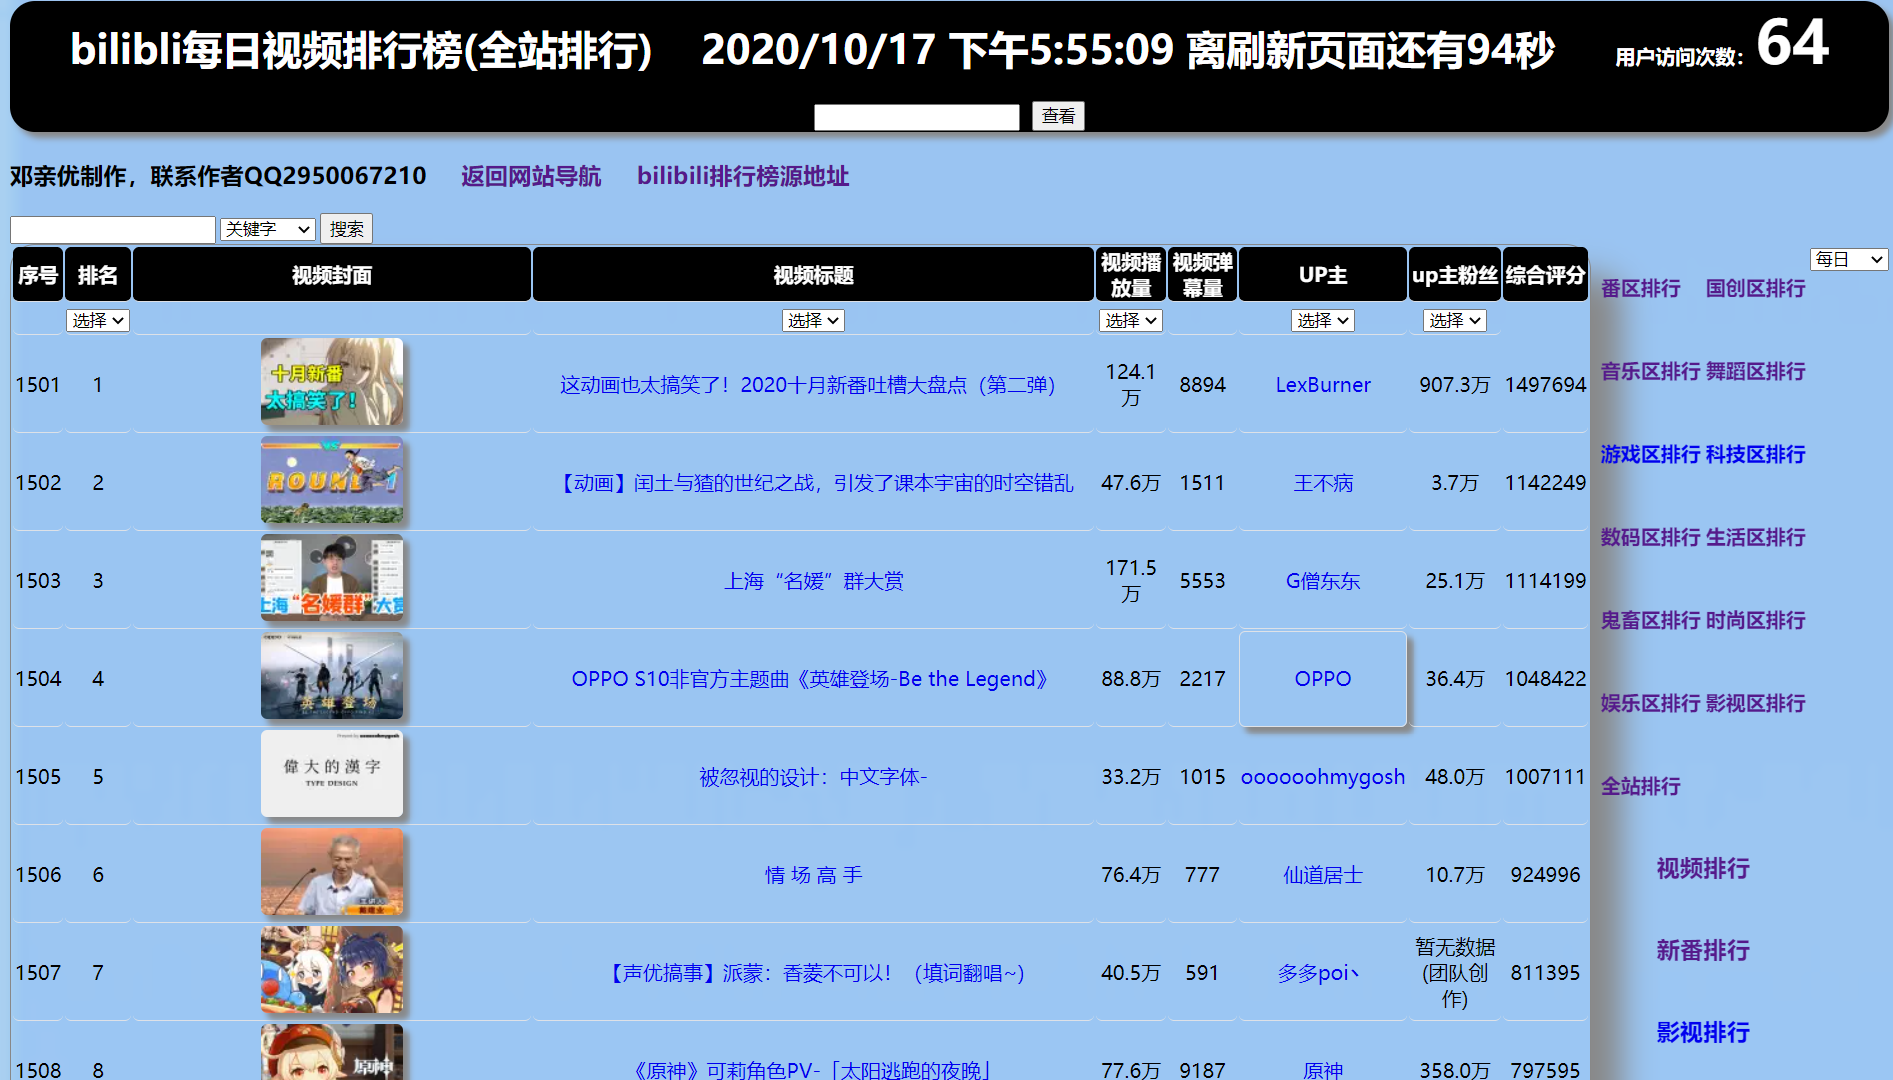 bilibli每日视频排行榜(全站排行) 2020/10/17 下午5:55:09 离刷新页面还有94秒 用户访问次数：64
查看
邓亲优制作，联系作者QQ2950067210 返回网站导航 bilibili排行榜源地址
关键字 搜索
序号 排名 视频封面 视频标题 视频播放量 视频弹幕量 UP主 up主粉丝 综合评分
每日
选择 选择 选择 选择 选择
番区排行 国创区排行
十月新番
太搞笑了！
1501 1 这动画也太搞笑了！2020十月新番吐槽大盘点（第二弹） 124.1万 8894 LexBurner 907.3万 1497694
音乐区排行 舞蹈区排行
ROUND-1
1502 2 【动画】闰土与猹的世纪之战，引发了课本宇宙的时空错乱 47.6万 1511 王不病 3.7万 1142249
游戏区排行 科技区排行
上海“名媛群”大赏
1503 3 上海“名媛”群大赏 171.5万 5553 G僧东东 25.1万 1114199
数码区排行 生活区排行
OPPO
英雄登场
1504 4 OPPO S10非官方主题曲《英雄登场-Be the Legend》 88.8万 2217 OPPO 36.4万 1048422
鬼畜区排行 时尚区排行
娱乐区排行 影视区排行
偉大的漢字
TYPE DESIGN
1505 5 被忽视的设计：中文字体- 33.2万 1015 oooooohmygosh 48.0万 1007111
全站排行
1506 6 情 场 高 手 76.4万 777 仙道居士 10.7万 924996
视频排行
1507 7 【声优搞事】派蒙：香菱不可以！（填词翻唱~） 40.5万 591 多多poi丶 暂无数据(团队创作) 811395
新番排行
影视排行
原神
1508 8 《原神》可莉角色PV-「太阳逃跑的夜晚」 77.6万 9187 原神 358.0万 797595